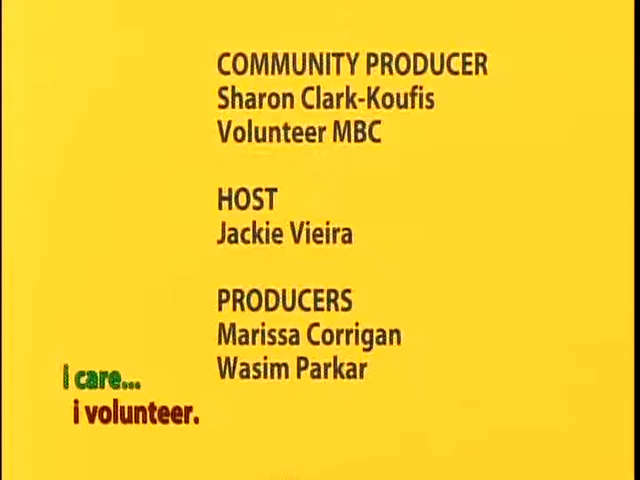 COMMUNITY PRODUCER
Sharon Clark-Koufis
Volunteer MBC
HOST
Jackie Vieira
PRODUCERS
Marissa Corrigan
Wasim Parkar
i care...
i volunteer.